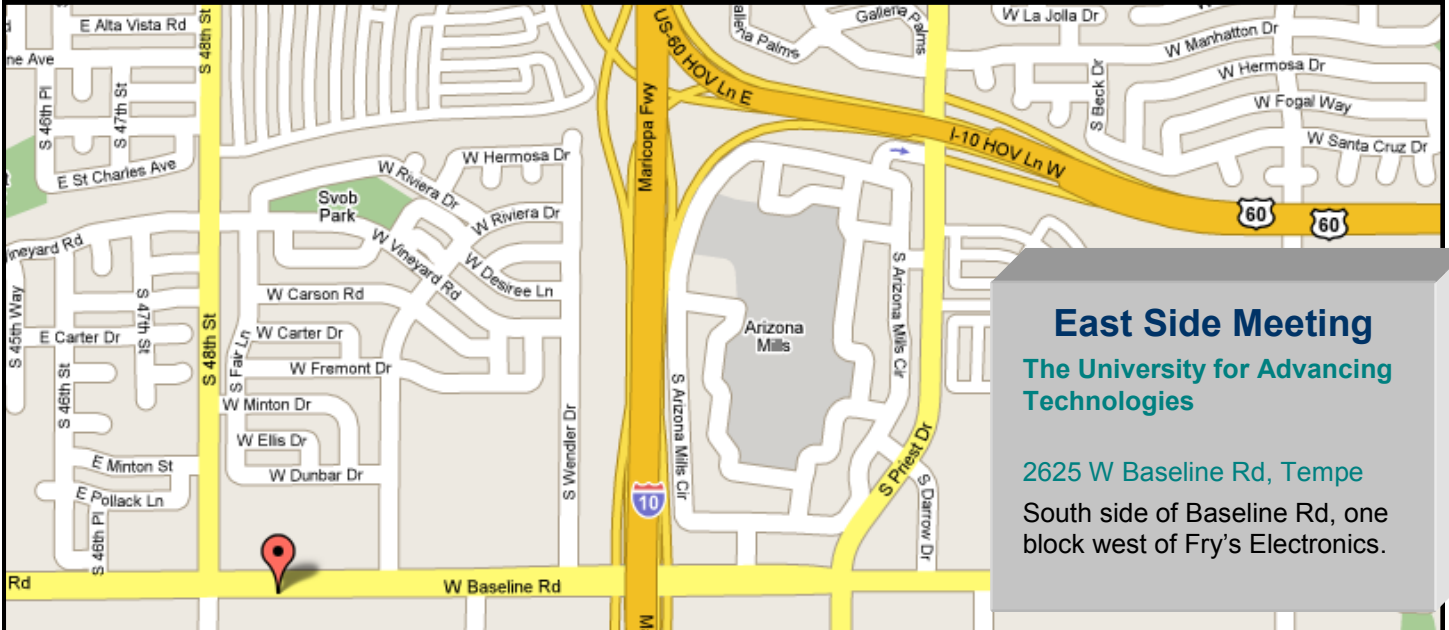 E Alta Vista Rd
S 48th St
ne Ave
S 46th Pl
S 47th St
E St Charles Ave
Svob
Park
W Riviera Dr
W Hermosa Dr
W Riviera Dr
W Vineyard Rd
W Desiree Ln
ineyard Rd
S 45th Way
E Carter Dr
S 47th St
S 46th St
S 48th St
W Carson Rd
W Carter Dr
S Fair Ln
W Fremont Dr
W Minton Dr
W Ellis Dr
W Dunbar Dr
E Minton St
E Pollack Ln
S 46th Pl
S Wendler Dr
Maricopa Fwy
US-60 HOV Ln E
I-10 HOV Ln W
alleria Palms
Galleria Palms
W La Jolla Dr
W Manhatton Dr
W Hermosa Dr
S Beck Dr
W Fogal Way
W Santa Cruz Dr
60
60
Arizona
Mills
S Arizona Mills Cir
S Arizona Mills Cir
S Priest Dr
S Darrow Dr
10
Rd
W Baseline Rd
M
East Side Meeting
The University for Advancing
Technologies
2625 W Baseline Rd, Tempe
South side of Baseline Rd, one
block west of Fry’s Electronics.